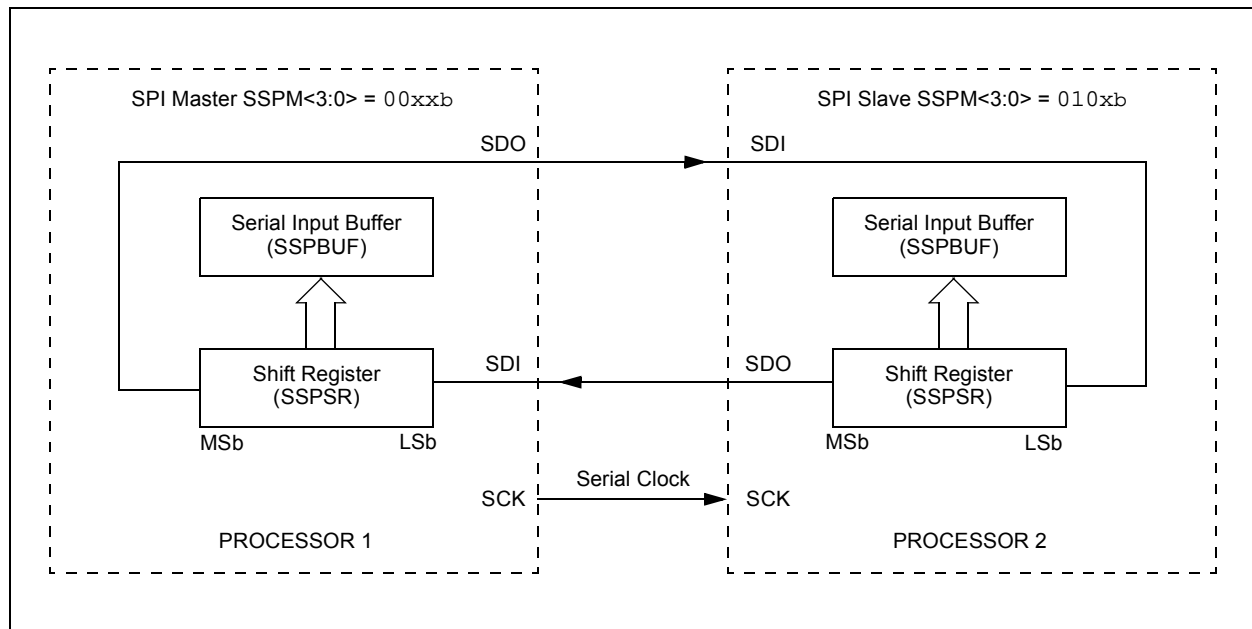 SPI Master SSPM<3:0> = 00xxb
SDO
Serial Input Buffer
(SSPBUF)
Shift Register
(SSPSR)
MSb
LSb
SDI
SCK
PROCESSOR 1
Serial Clock
SPI Slave SSPM<3:0> = 010xb
SDI
Serial Input Buffer
(SSPBUF)
SDO
Shift Register
(SSPSR)
MSb
LSb
SCK
PROCESSOR 2